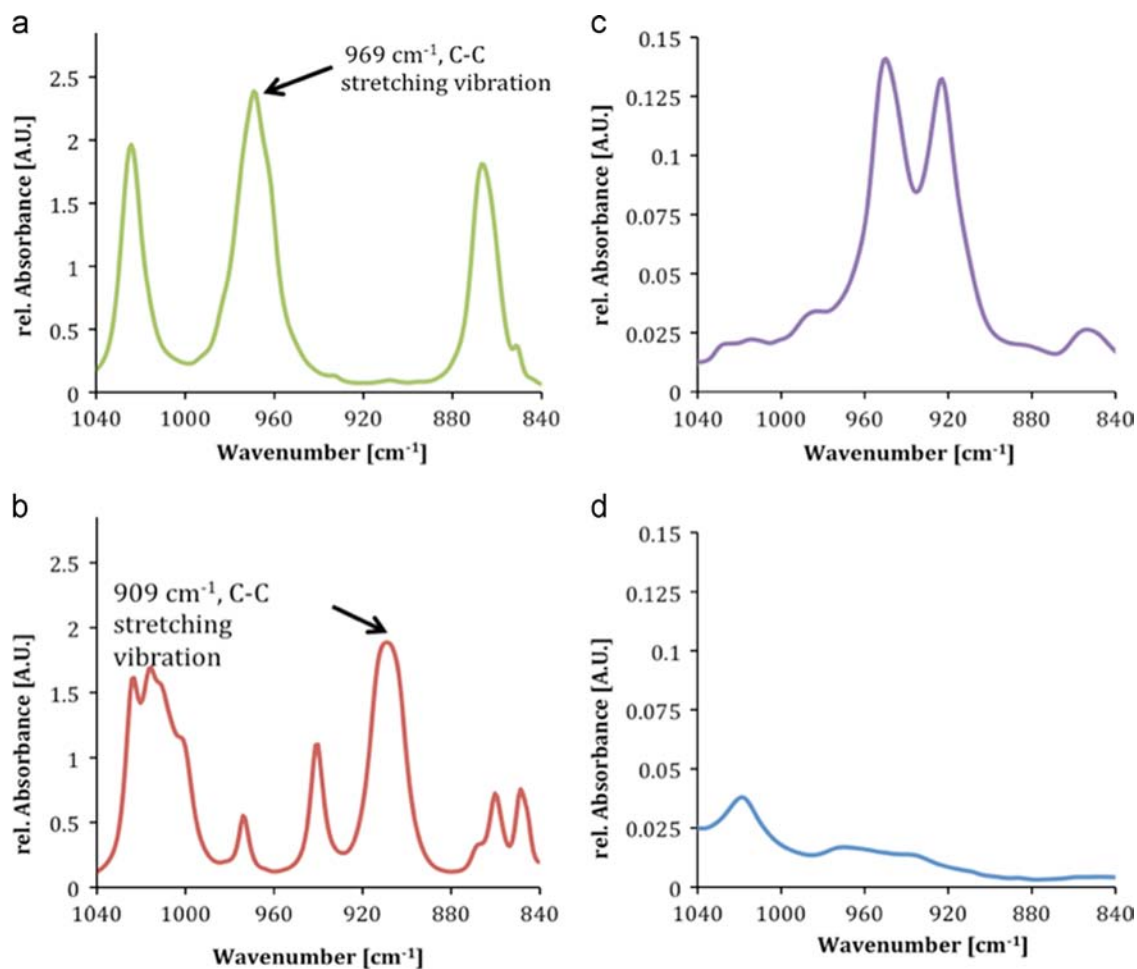 a
969 cm⁻¹, C-C
stretching vibration
rel. Absorbance [A.U.]
2.5
2
1.5
1
0.5
0
1040 1000 960 920 880 840
Wavenumber [cm⁻¹]
c
rel. Absorbance [A.U.]
0.15
0.125
0.1
0.075
0.05
0.025
0
1040 1000 960 920 880 840
Wavenumber [cm⁻¹]
b
909 cm⁻¹, C-C
stretching
vibration
rel. Absorbance [A.U.]
2.5
2
1.5
1
0.5
0
1040 1000 960 920 880 840
Wavenumber [cm⁻¹]
d
rel. Absorbance [A.U.]
0.15
0.125
0.1
0.075
0.05
0.025
0
1040 1000 960 920 880 840
Wavenumber [cm⁻¹]